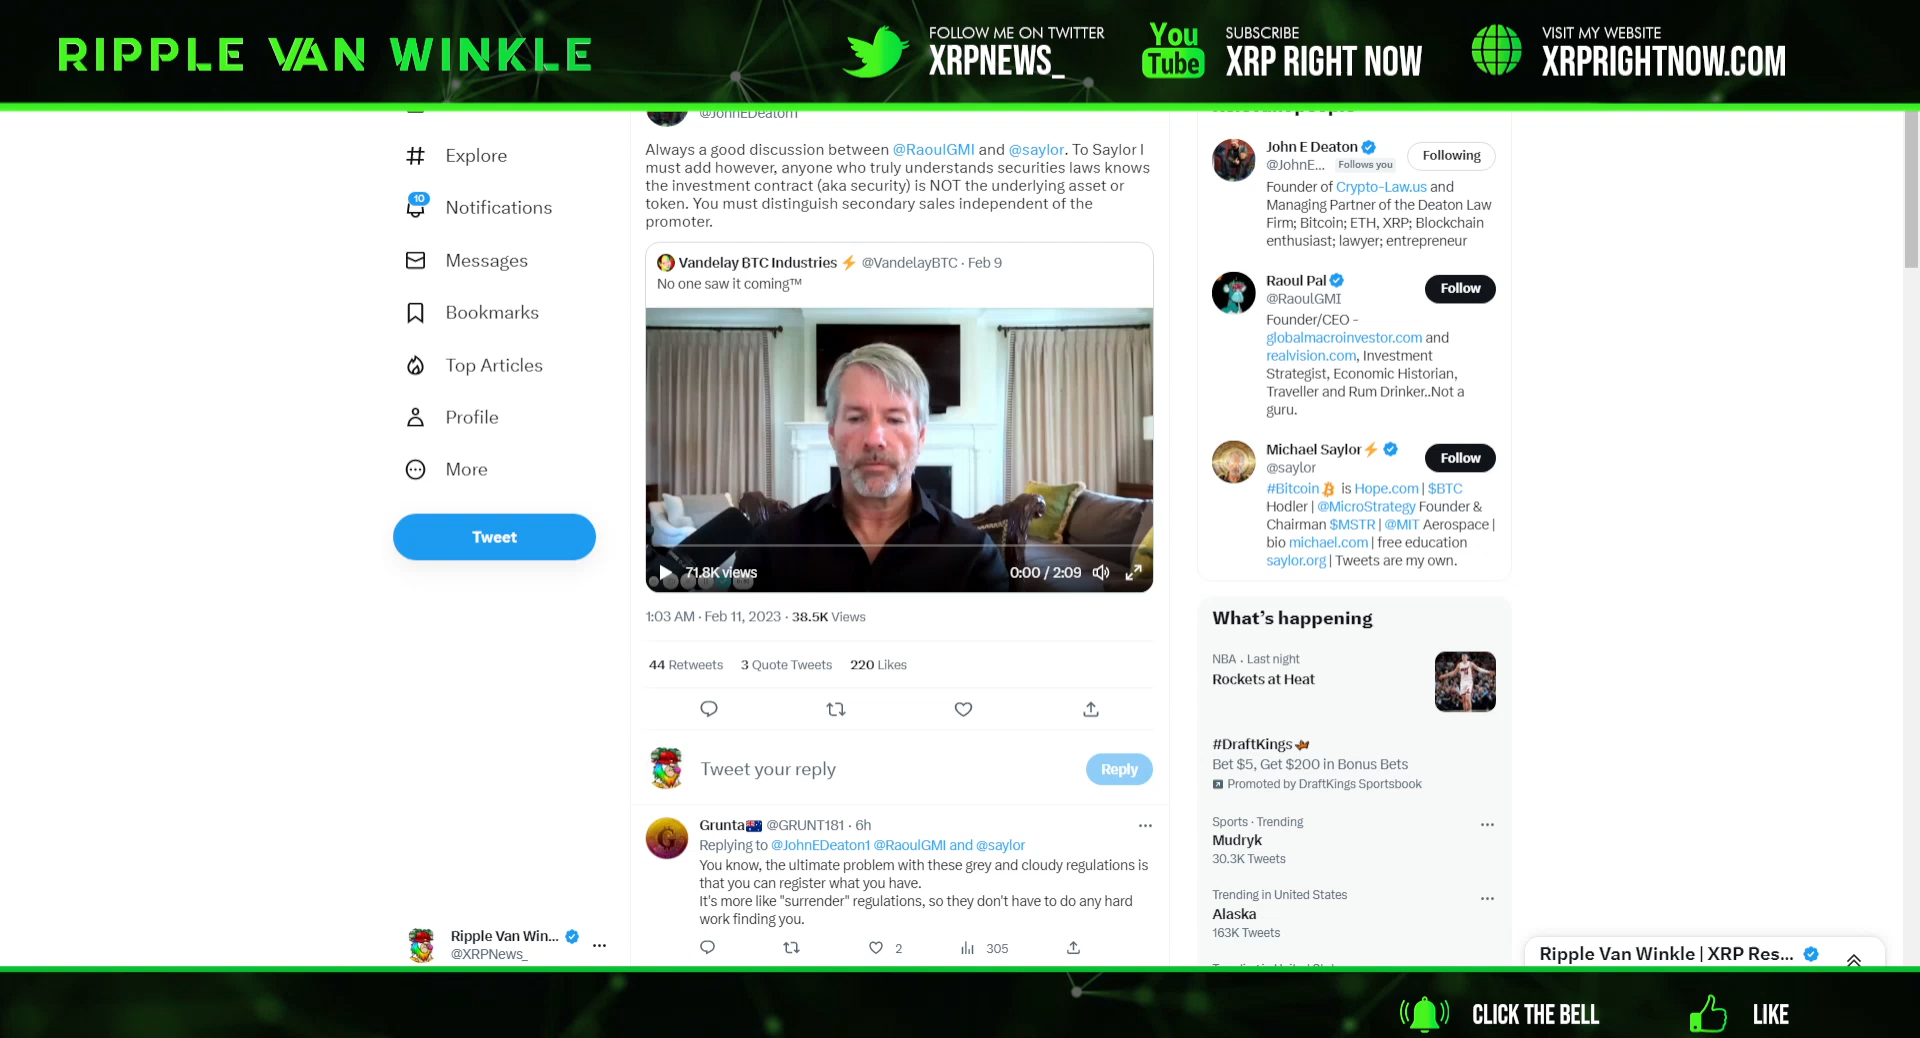 RIPPLE VAN WINKLE
FOLLOW ME ON TWITTER
XRPNEWS_
You
Tube
SUBSCRIBE
XRP RIGHT NOW
VISIT MY WEBSITE
XRPRIGHTNOW.COM
Explore
10
Notifications
Messages
Bookmarks
Top Articles
Profile
More
Tweet
Ripple Van Win...
@XRPNews_
@JohnEDeaton1
Always a good discussion between @RaoulGMI and @saylor. To Saylor I
must add however, anyone who truly understands securities laws knows
the investment contract (aka security) is NOT the underlying asset or
token. You must distinguish secondary sales independent of the
promoter.
Vandelay BTC Industries ⚡ @VandelayBTC · Feb 9
No one saw it coming™
71.8K views
0:00 / 2:09
1:03 AM · Feb 11, 2023 · 38.5K Views
44 Retweets 3 Quote Tweets 220 Likes
Tweet your reply
Reply
Grunta🇦🇺 @GRUNT181 · 6h
Replying to @JohnEDeaton1 @RaoulGMI and @saylor
You know, the ultimate problem with these grey and cloudy regulations is
that you can register what you have.
It's more like "surrender" regulations, so they don't have to do any hard
work finding you.
2
305
John E Deaton
@JohnE... Follows you
Following
Founder of Crypto-Law.us and
Managing Partner of the Deaton Law
Firm; Bitcoin; ETH, XRP; Blockchain
enthusiast; lawyer; entrepreneur
Raoul Pal
@RaoulGMI
Follow
Founder/CEO -
globalmacroinvestor.com and
realvision.com, Investment
Strategist, Economic Historian,
Traveller and Rum Drinker..Not a
guru.
Michael Saylor⚡
@saylor
Follow
#Bitcoin is Hope.com | $BTC
Hodler | @MicroStrategy Founder &
Chairman $MSTR | @MIT Aerospace |
bio michael.com | free education
saylor.org | Tweets are my own.
What's happening
NBA · Last night
Rockets at Heat
#DraftKings
Bet $5, Get $200 in Bonus Bets
Promoted by DraftKings Sportsbook
Sports · Trending
Mudryk
30.3K Tweets
Trending in United States
Alaska
163K Tweets
Ripple Van Winkle | XRP Res...
CLICK THE BELL
LIKE